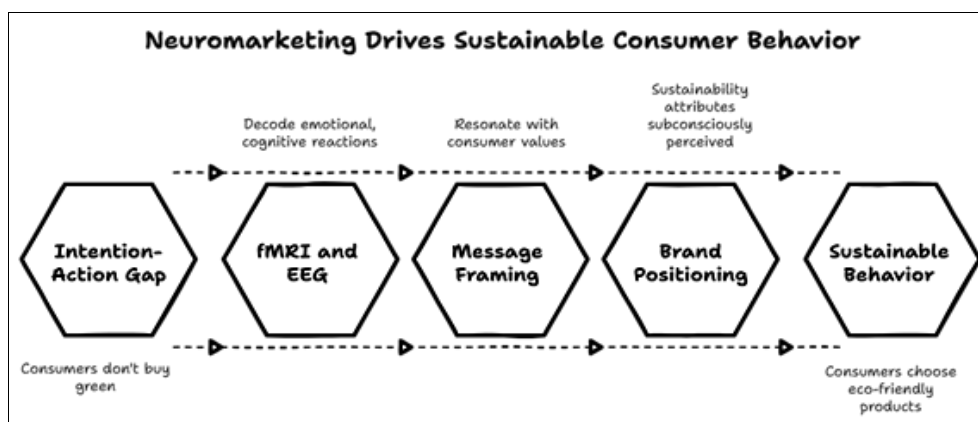 Neuromarketing Drives Sustainable Consumer Behavior
Decode emotional,
cognitive reactions
Resonate with
consumer values
Sustainability
attributes
subconsciously
perceived
Intention-
Action Gap
fMRI and
EEG
Message
Framing
Brand
Positioning
Sustainable
Behavior
Consumers don't buy
green
Consumers choose
eco-friendly
products